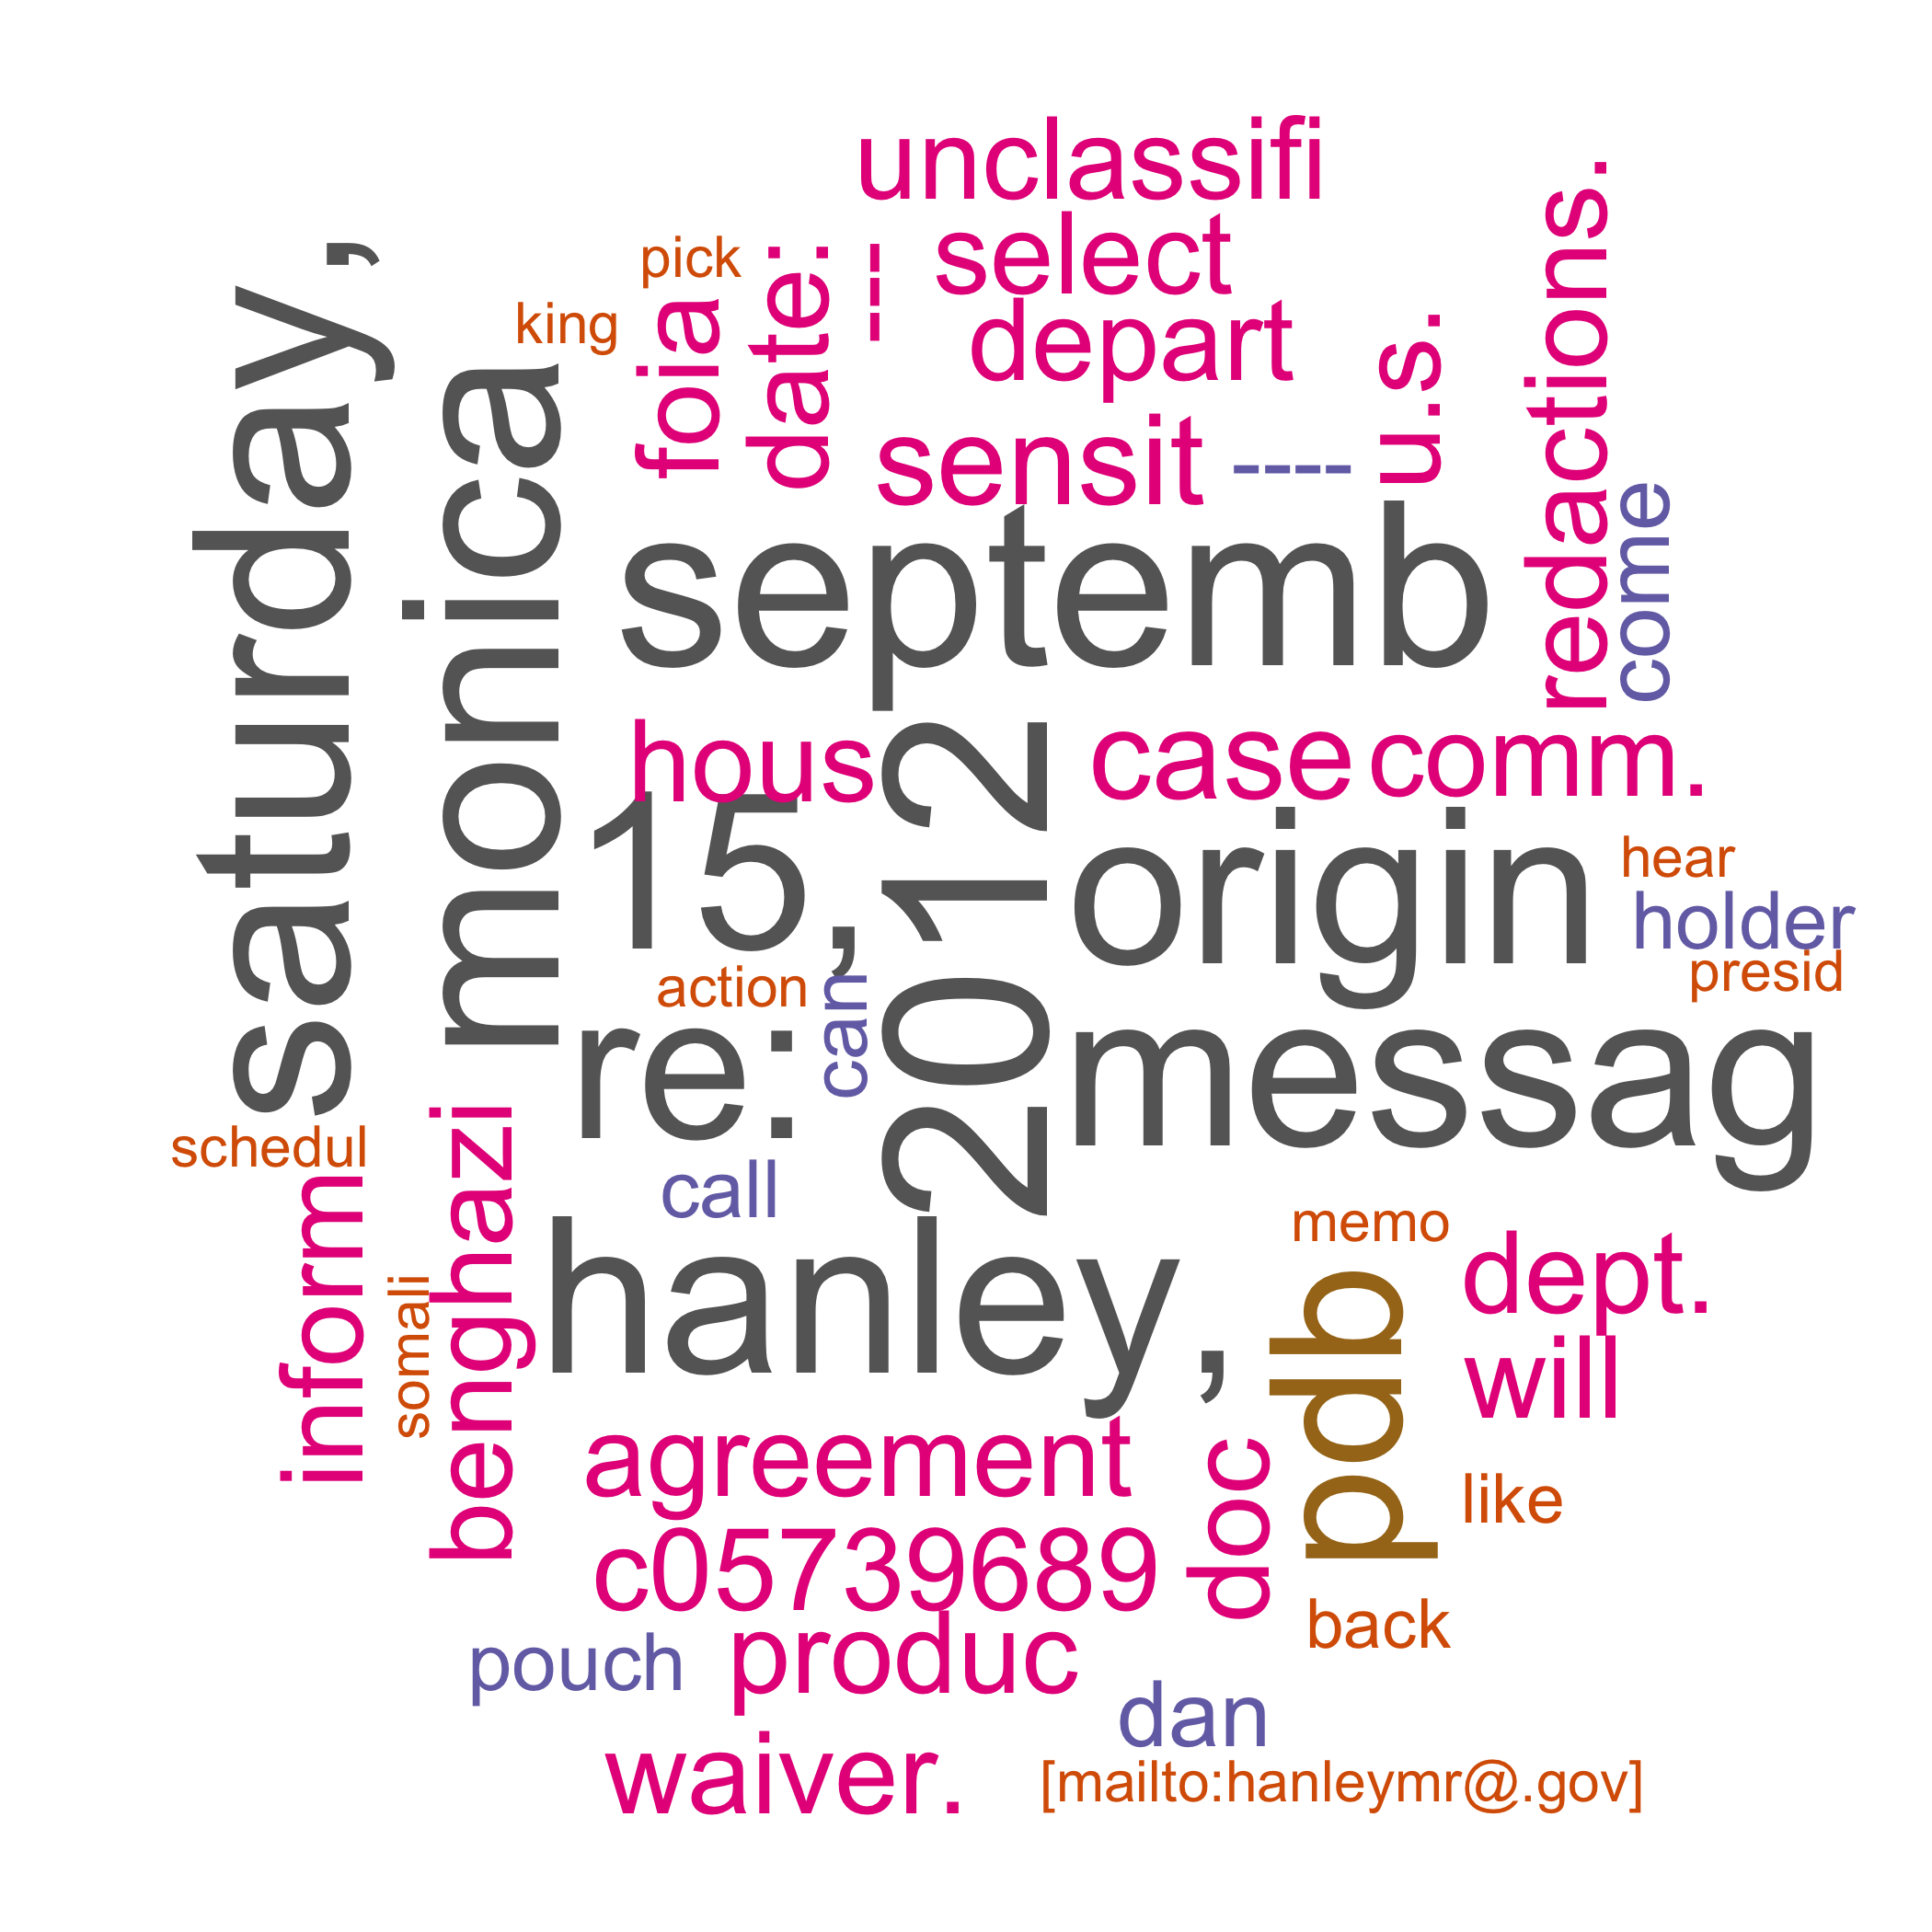 unclassifi
select
depart
sensit ----
pick
king
foia
date:
-----
u.s.
redactions.
come
saturday,
monica
septemb
hous
case comm.
15,
2012
origin
hear
holder
presid
action
can
re:
messag
schedul
call
inform
somali
benghazi
hanley,
memo
pdb
dept.
will
agreement
doc
like
c05739689
back
pouch
produc
dan
waiver.
[mailto:hanleymr@.gov]